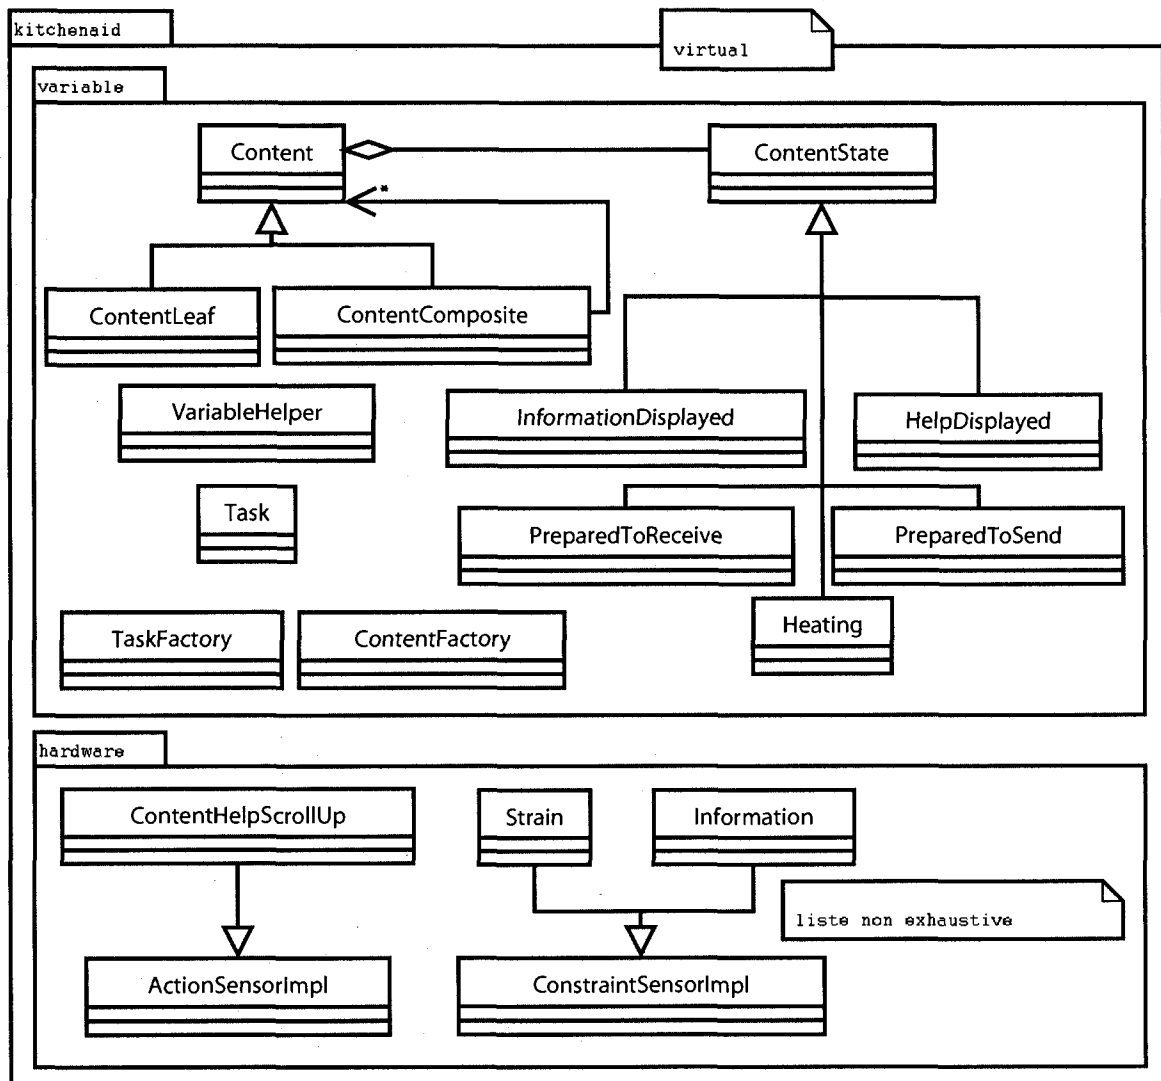 kitchenaid
virtual
variable
Content
ContentState
*
ContentLeaf
ContentComposite
VariableHelper
InformationDisplayed
HelpDisplayed
Task
PreparedToReceive
PreparedToSend
TaskFactory
ContentFactory
Heating
hardware
ContentHelpScrollUp
Strain
Information
liste non exhaustive
ActionSensorImpl
ConstraintSensorImpl